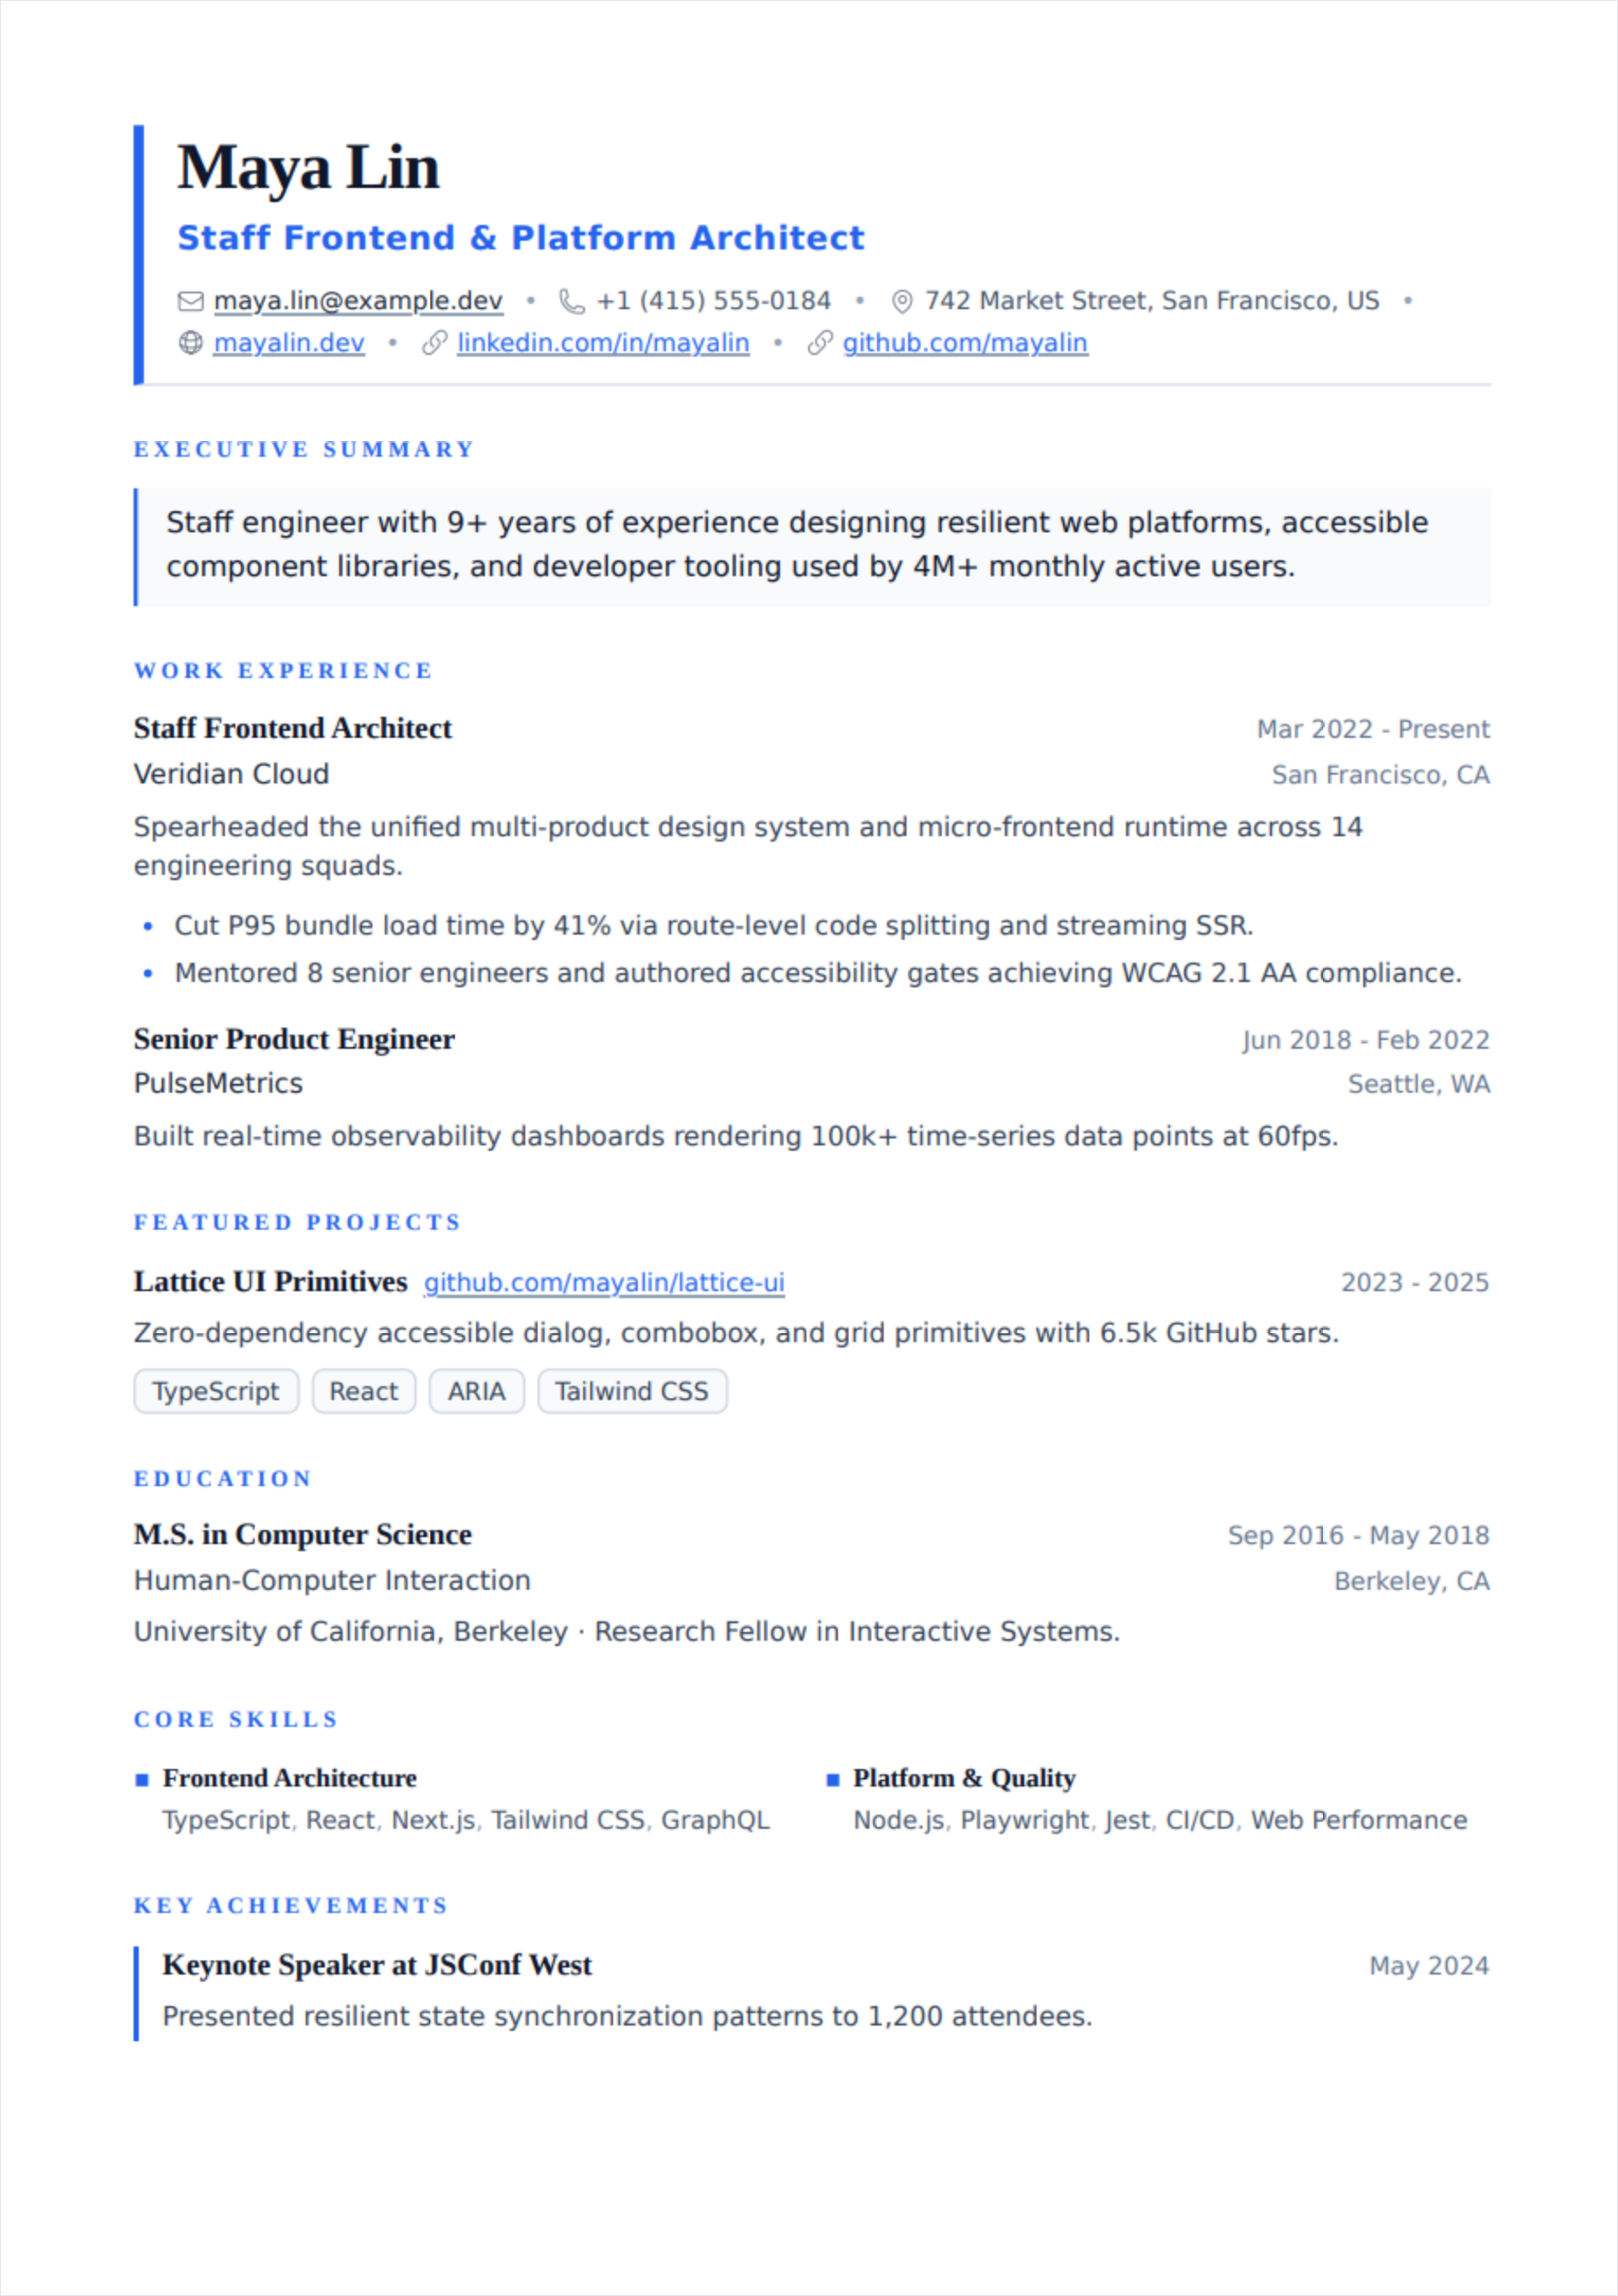 Maya Lin
Staff Frontend & Platform Architect
maya.lin@example.dev • +1 (415) 555-0184 • 742 Market Street, San Francisco, US •
mayalin.dev • linkedin.com/in/mayalin • github.com/mayalin
EXECUTIVE SUMMARY
Staff engineer with 9+ years of experience designing resilient web platforms, accessible
component libraries, and developer tooling used by 4M+ monthly active users.
WORK EXPERIENCE
Staff Frontend Architect Mar 2022 - Present
Veridian Cloud San Francisco, CA
Spearheaded the unified multi-product design system and micro-frontend runtime across 14
engineering squads.
• Cut P95 bundle load time by 41% via route-level code splitting and streaming SSR.
• Mentored 8 senior engineers and authored accessibility gates achieving WCAG 2.1 AA compliance.
Senior Product Engineer Jun 2018 - Feb 2022
PulseMetrics Seattle, WA
Built real-time observability dashboards rendering 100k+ time-series data points at 60fps.
FEATURED PROJECTS
Lattice UI Primitives github.com/mayalin/lattice-ui 2023 - 2025
Zero-dependency accessible dialog, combobox, and grid primitives with 6.5k GitHub stars.
TypeScript React ARIA Tailwind CSS
EDUCATION
M.S. in Computer Science Sep 2016 - May 2018
Human-Computer Interaction Berkeley, CA
University of California, Berkeley · Research Fellow in Interactive Systems.
CORE SKILLS
■ Frontend Architecture ■ Platform & Quality
TypeScript, React, Next.js, Tailwind CSS, GraphQL Node.js, Playwright, Jest, CI/CD, Web Performance
KEY ACHIEVEMENTS
Keynote Speaker at JSConf West May 2024
Presented resilient state synchronization patterns to 1,200 attendees.